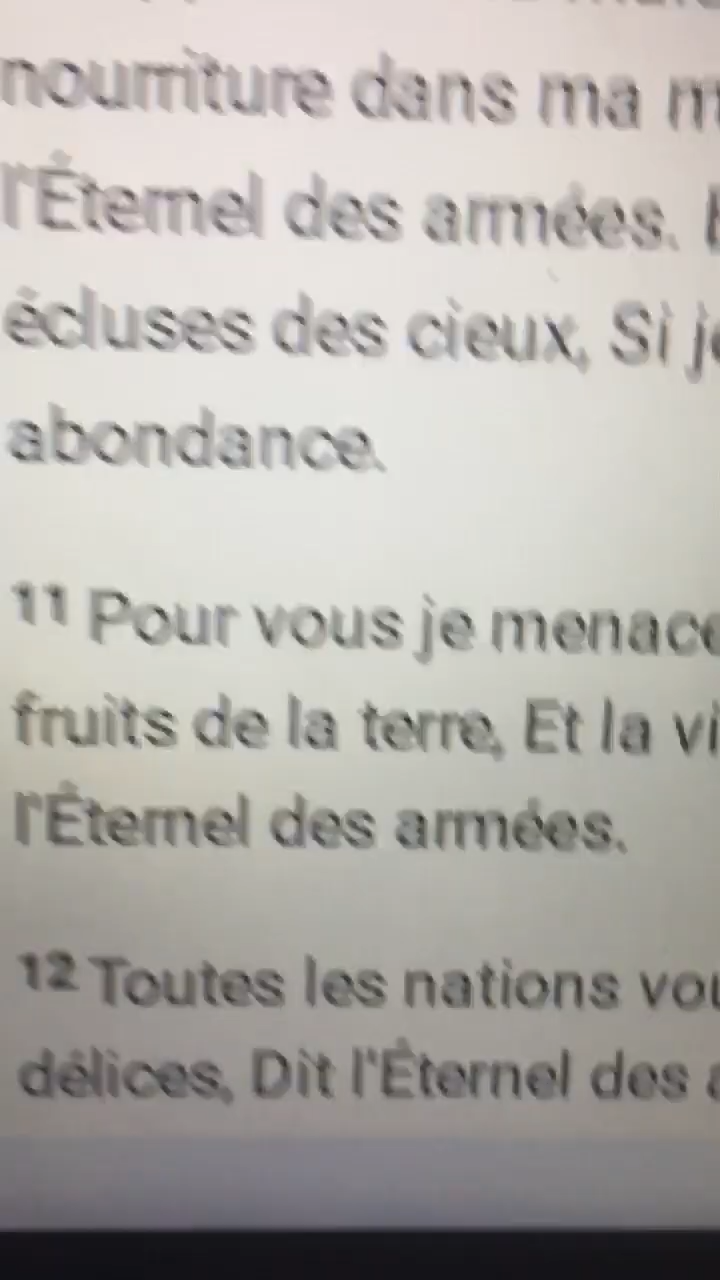 nourriture dans ma
l'Éternel des armées.
écluses des cieux, Si
abondance.
11 Pour vous je
fruits de la terre, Et la
l'Éternel des armées.
12 Toutes les nations
délices, Dit l'Éternel des